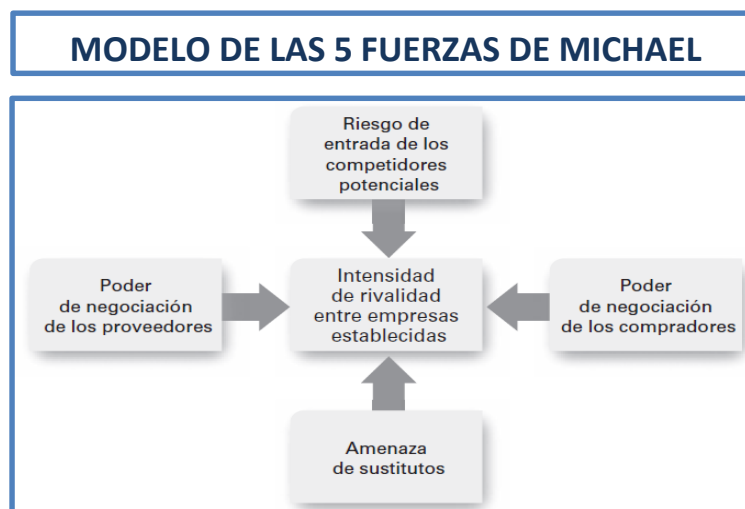 MODELO DE LAS 5 FUERZAS DE MICHAEL
Riesgo de
entrada de los
competidores
potenciales
Poder
de negociación
de los proveedores
Intensidad
de rivalidad
entre empresas
establecidas
Poder
de negociación
de los compradores
Amenaza
de sustitutos